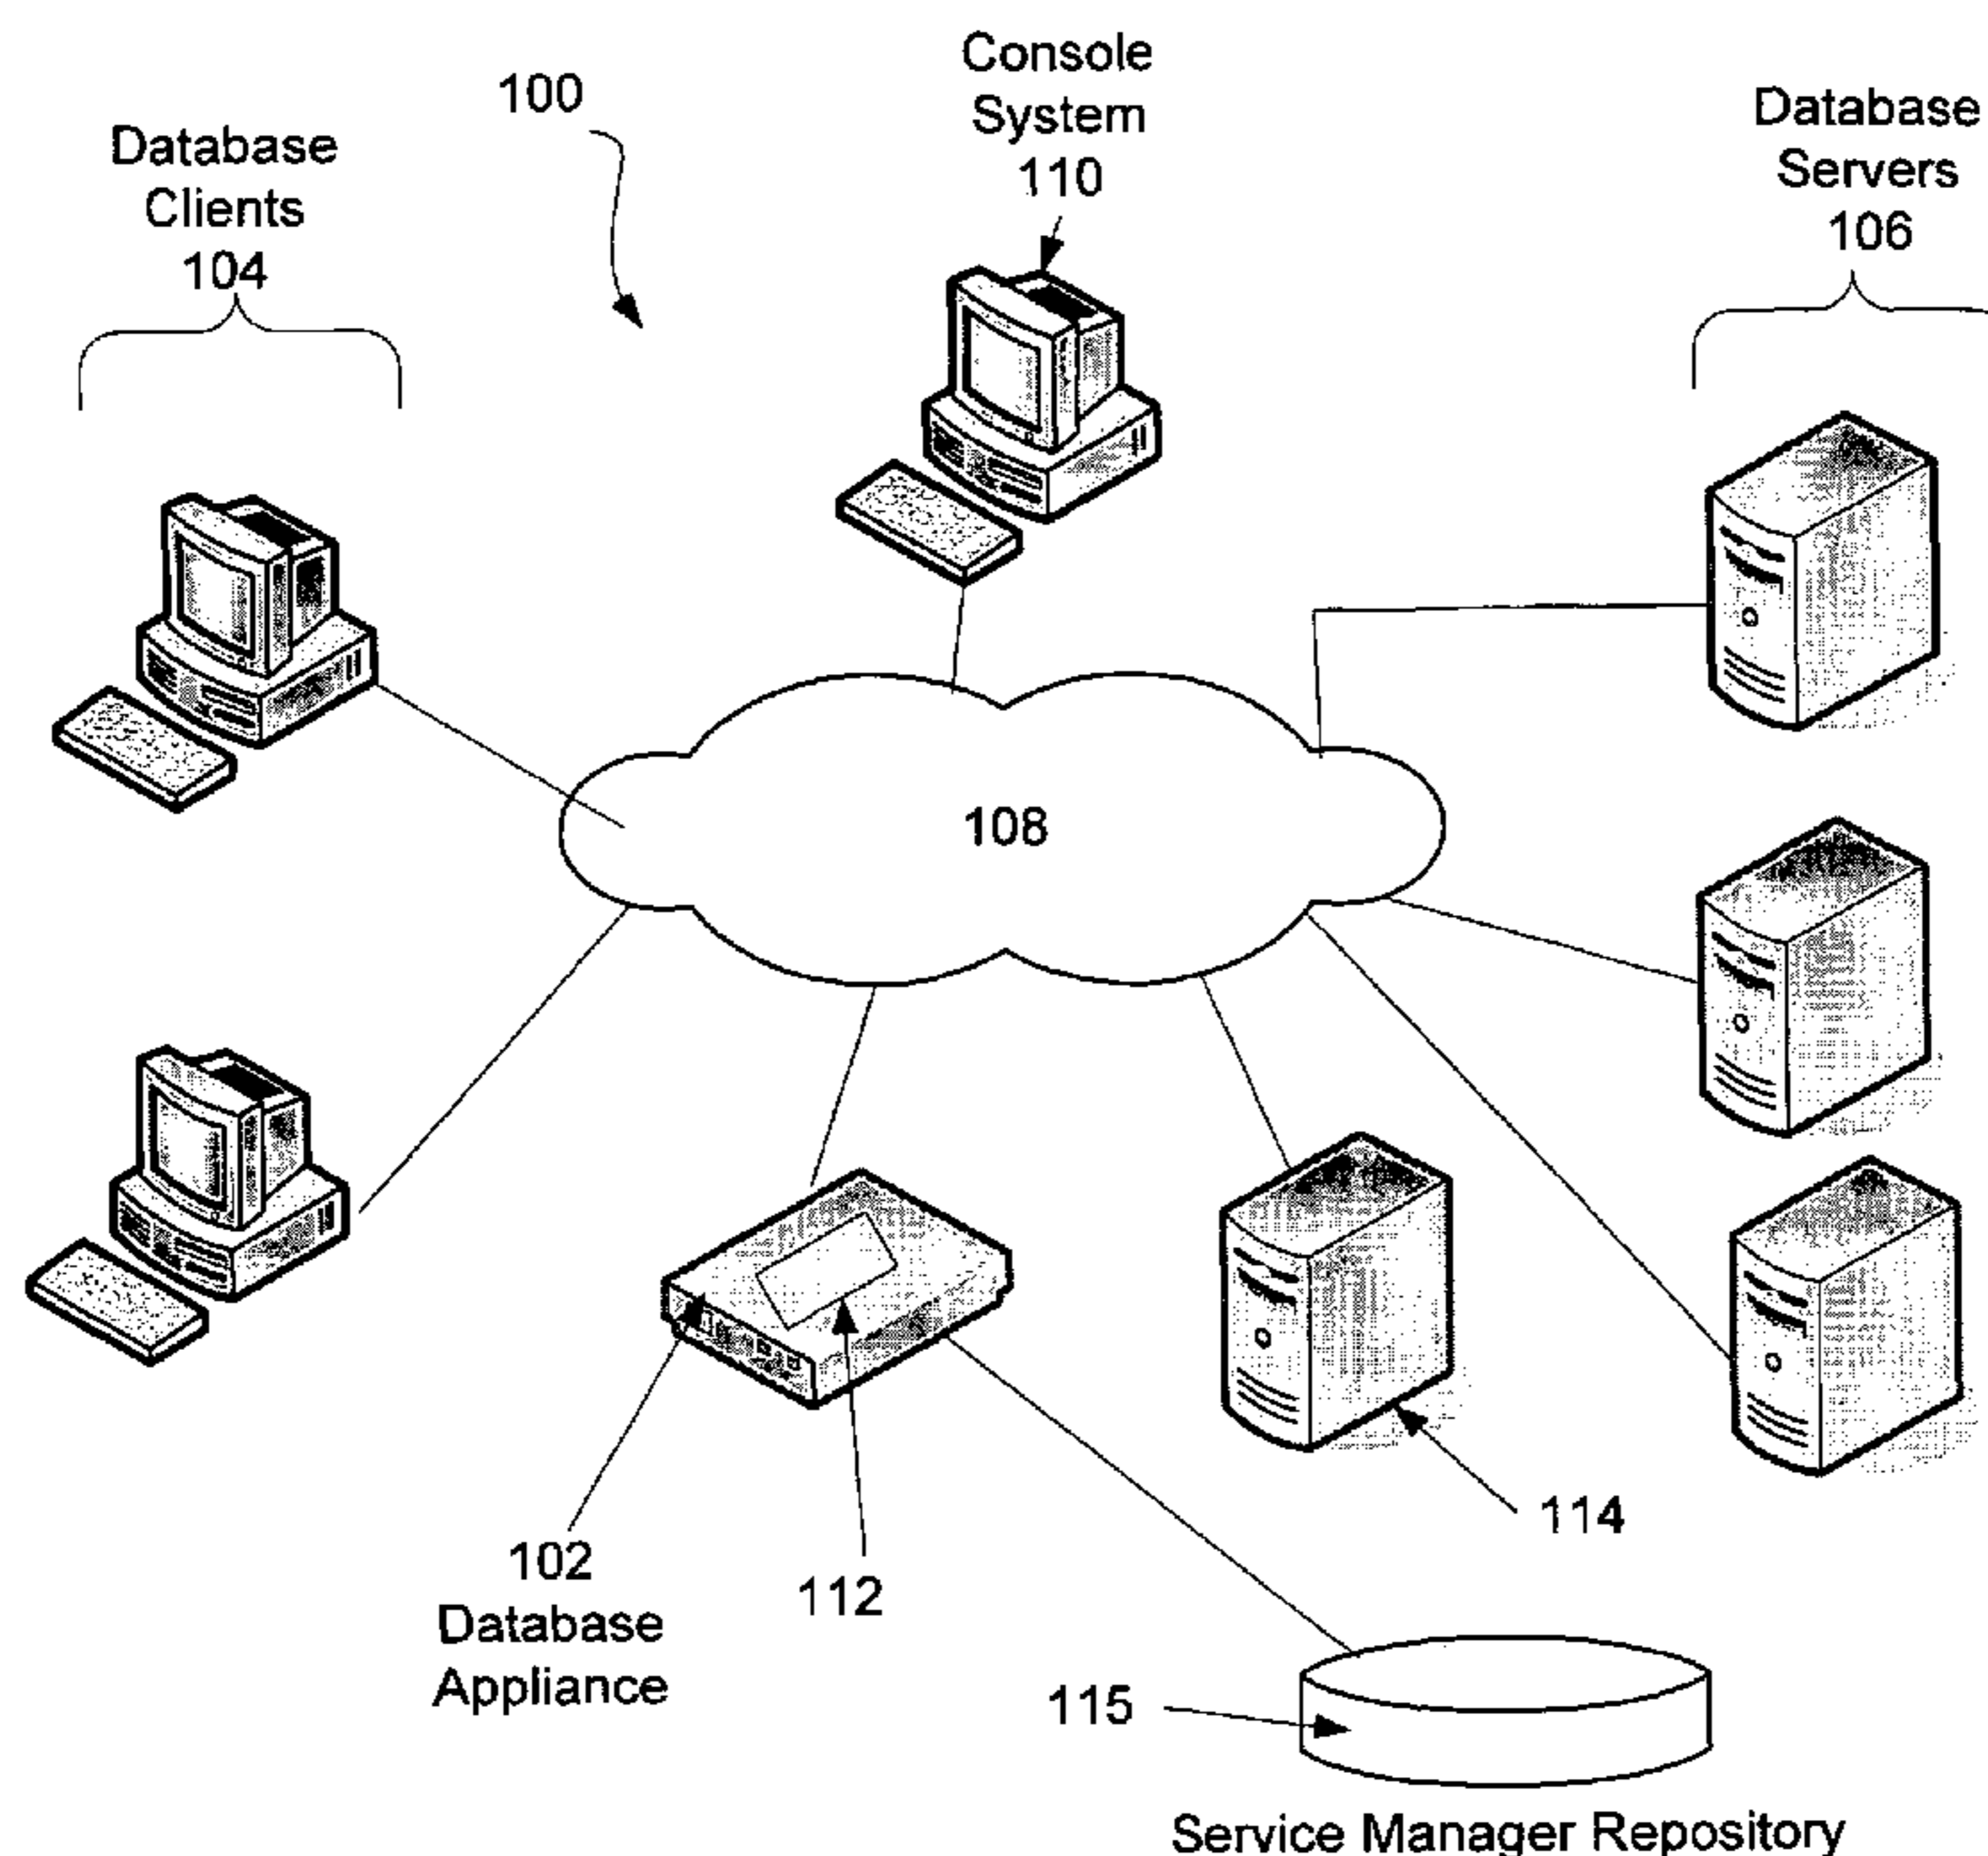 Console
System
110
100
Database
Clients
104
Database
Servers
106
108
114
102
Database
Appliance
112
115
Service Manager Repository